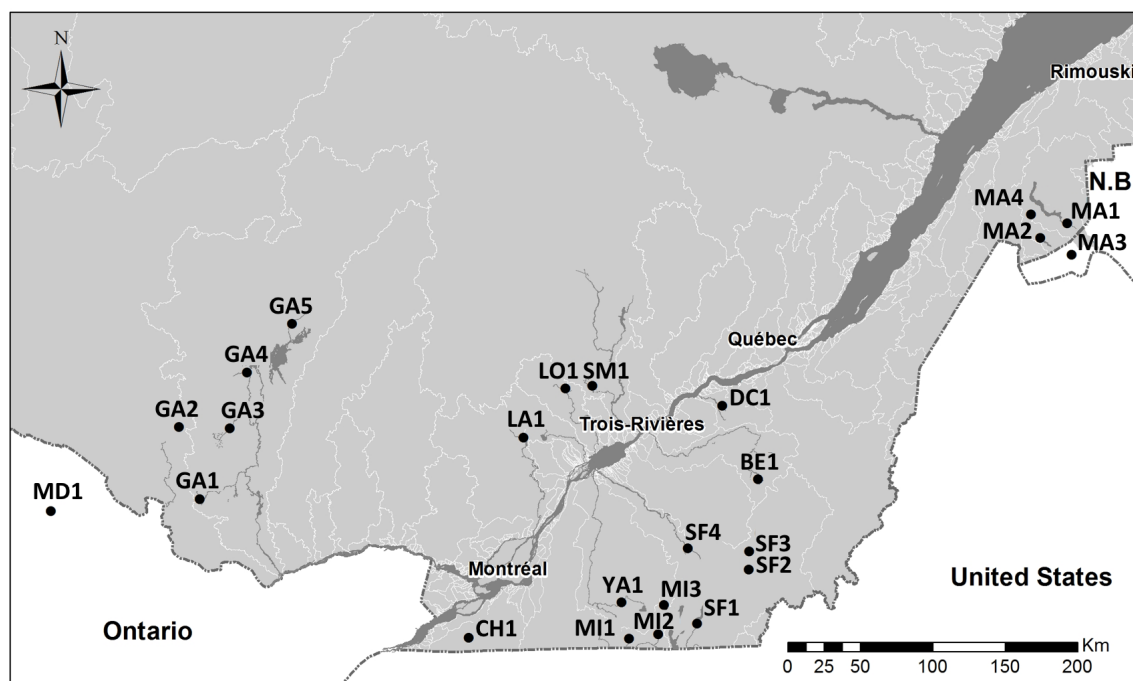 N
Rimouski
N.B
MA4
MA1
MA2
MA3
GA5
Québec
GA4
LO1 SM1
DC1
GA2
GA3
LA1
Trois-Rivières
BE1
MD1
GA1
SF4
SF3
SF2
Montréal
United States
YA1
MI3
SF1
Ontario
CH1
MI1
MI2
Km
0 25 50 100 150 200